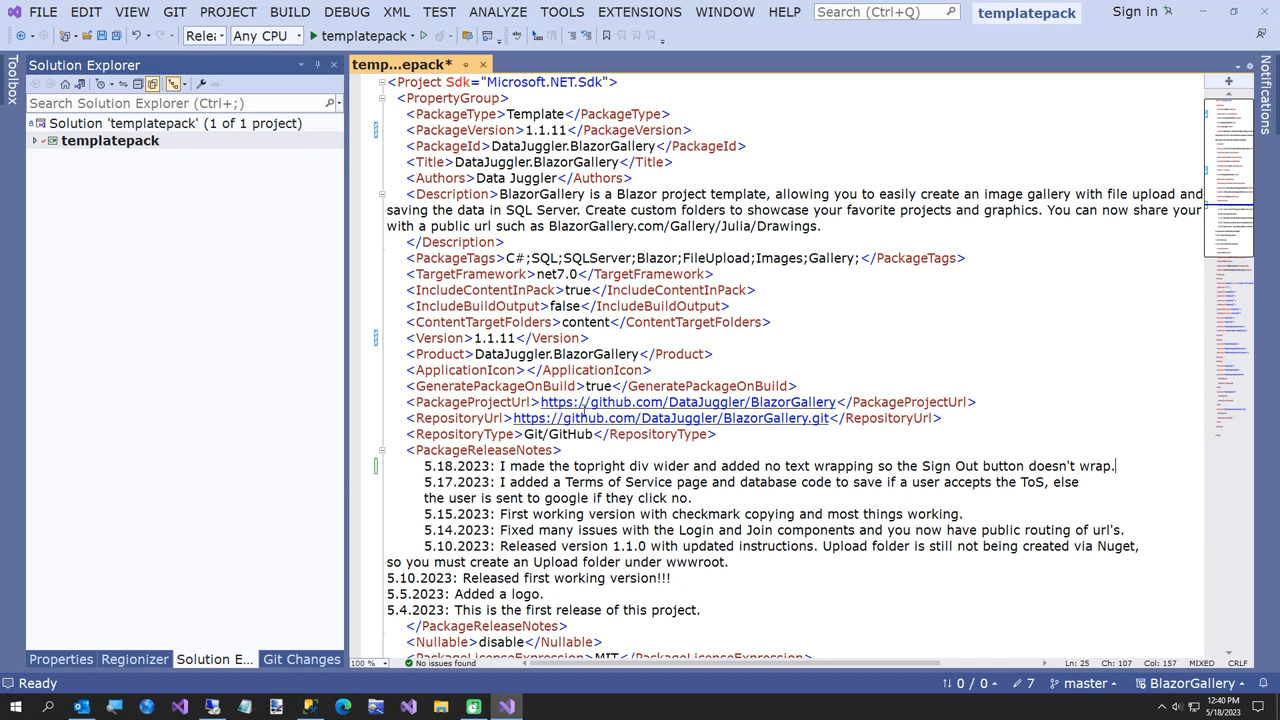 FILE EDIT VIEW GIT PROJECT BUILD DEBUG XML TEST ANALYZE TOOLS EXTENSIONS WINDOW HELP Search (Ctrl+Q) templatepack Sign in
Relea Any CPU templatepack
Toolbox
Solution Explorer
Search Solution Explorer (Ctrl+;)
Solution 'templatepack' (1 of 1 project)
templatepack
temp...epack*
<Project Sdk="Microsoft.NET.Sdk">
<PropertyGroup>
<PackageType>Template</PackageType>
<PackageVersion>1.1.11</PackageVersion>
<PackageId>DataJuggler.BlazorGallery</PackageId>
<Title>DataJuggler.BlazorGallery</Title>
<Authors>Data Juggler</Authors>
<Description>BlazorGallery is a Blazor project template, allowing you toeasily create an image gallery with file upload and
saving the data in SQL Server. Create custom folders to showcase your favorite projects and graphics. You can now share your
with a public url such as BlazorGallery.com/Gallery/Julia/Drawings.
</Description>
<PackageTags>C#;SQL;SQLServer;Blazor;FileUpload;Images;Gallery;</PackageTags>
<TargetFramework>net7.0</TargetFramework>
<IncludeContentInPack>true</IncludeContentInPack>
<IncludeBuildOutput>false</IncludeBuildOutput>
<ContentTargetFolders>content</ContentTargetFolders>
<Version>1.1.11</Version>
<Product>DataJuggler.BlazorGallery</Product>
<ApplicationIcon></ApplicationIcon>
<GeneratePackageOnBuild>true</GeneratePackageOnBuild>
<PackageProjectUrl>https://github.com/DataJuggler/BlazorGallery</PackageProjectUrl>
<RepositoryUrl>https://github.com/DataJuggler/BlazorGallery.git</RepositoryUrl>
<RepositoryType>Git/GitHub</RepositoryType>
<PackageReleaseNotes>
5.18.2023: I made the topright div wider and added no text wrapping so the Sign Out button doesn't wrap.
5.17.2023: I added a Terms of Service page and database code to save if a user accepts the ToS, else
the user is sent to google if they click no.
5.15.2023: First working version with checkmark copying and most things working.
5.14.2023: Fixed many issues with the Login and Join components and you now have public routing of url's.
5.10.2023: Released version 1.1.0 with updated instructions. Upload folder is still not being created via Nuget,
so you must create an Upload folder under wwwroot.
5.10.2023: Released first working version!!!
5.5.2023: Added a logo.
5.4.2023: This is the first release of this project.
</PackageReleaseNotes>
<Nullable>disable</Nullable>
<PackageLicenseExpression>MIT</PackageLicenseExpression>
Notifications
Properties Regionizer Solution E... Git Changes
100 % No issues found Ln: 25 Ch: 107 Col: 157 MIXED CRLF
Ready 0 / 0 7 master BlazorGallery
12:40 PM
5/18/2023